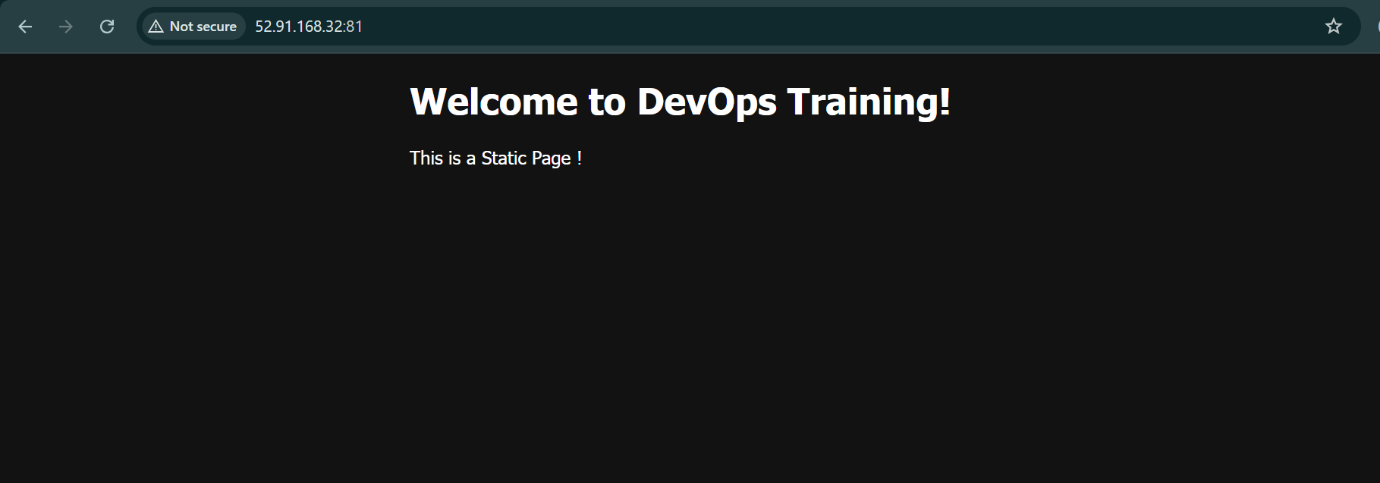 Not secure 52.91.168.32:81
Welcome to DevOps Training!
This is a Static Page !